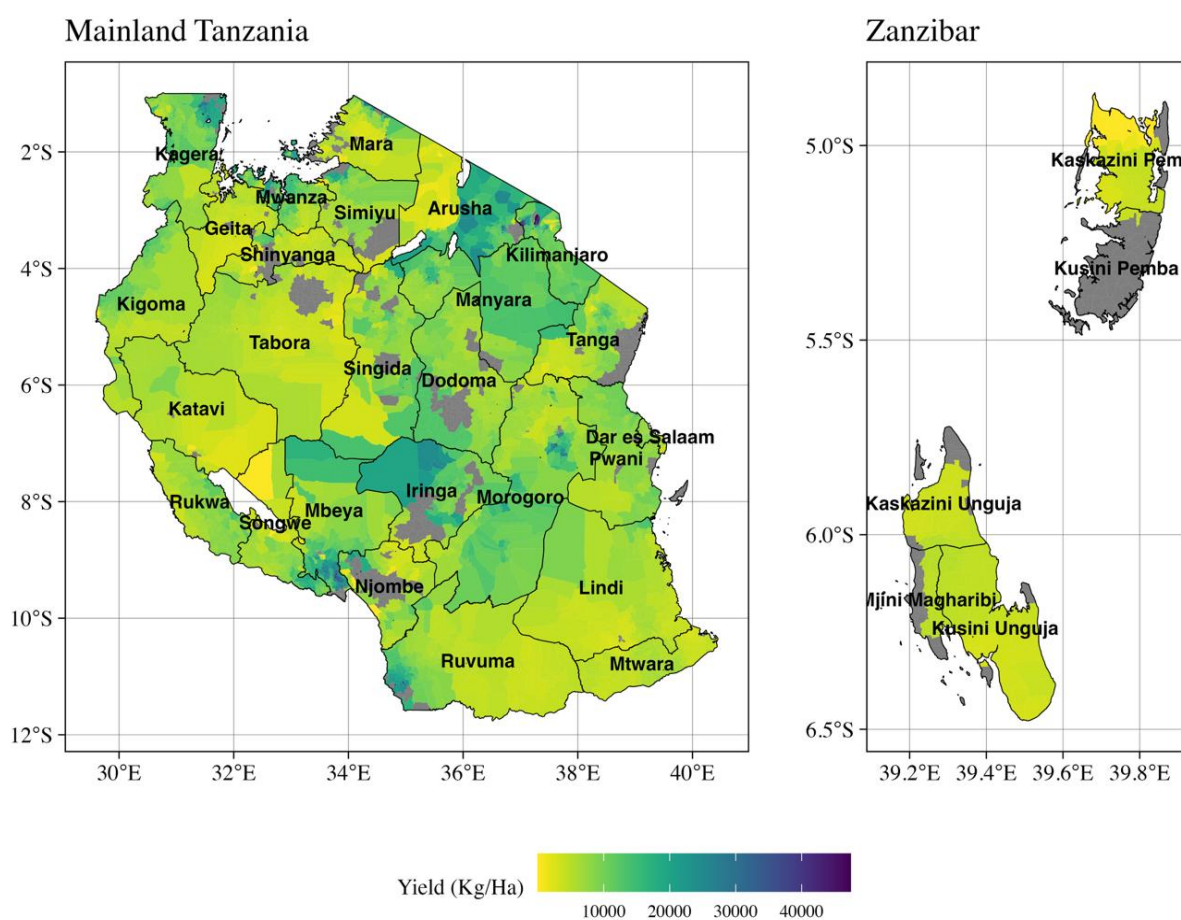 Mainland Tanzania
Zanzibar
2°S
4°S
6°S
8°S
10°S
12°S
30°E
32°E
34°E
36°E
38°E
40°E
Kagera
Mara
Mwanza
Simiyu
Arusha
Geita
Shinyanga
Kilimanjaro
Kigoma
Manyara
Tabora
Tanga
Singida
Dodoma
Katavi
Dar es Salaam
Pwani
Rukwa
Iringa
Morogoro
Mbeya
Songwe
Njombe
Lindi
Ruvuma
Mtwara
5.0°S
5.5°S
6.0°S
6.5°S
39.2°E
39.4°E
39.6°E
39.8°E
Kaskazini Pem
Kusini Pemba
Kaskazini Unguja
Mjini Magharibi
Kusini Unguja
Yield (Kg/Ha)
10000
20000
30000
40000